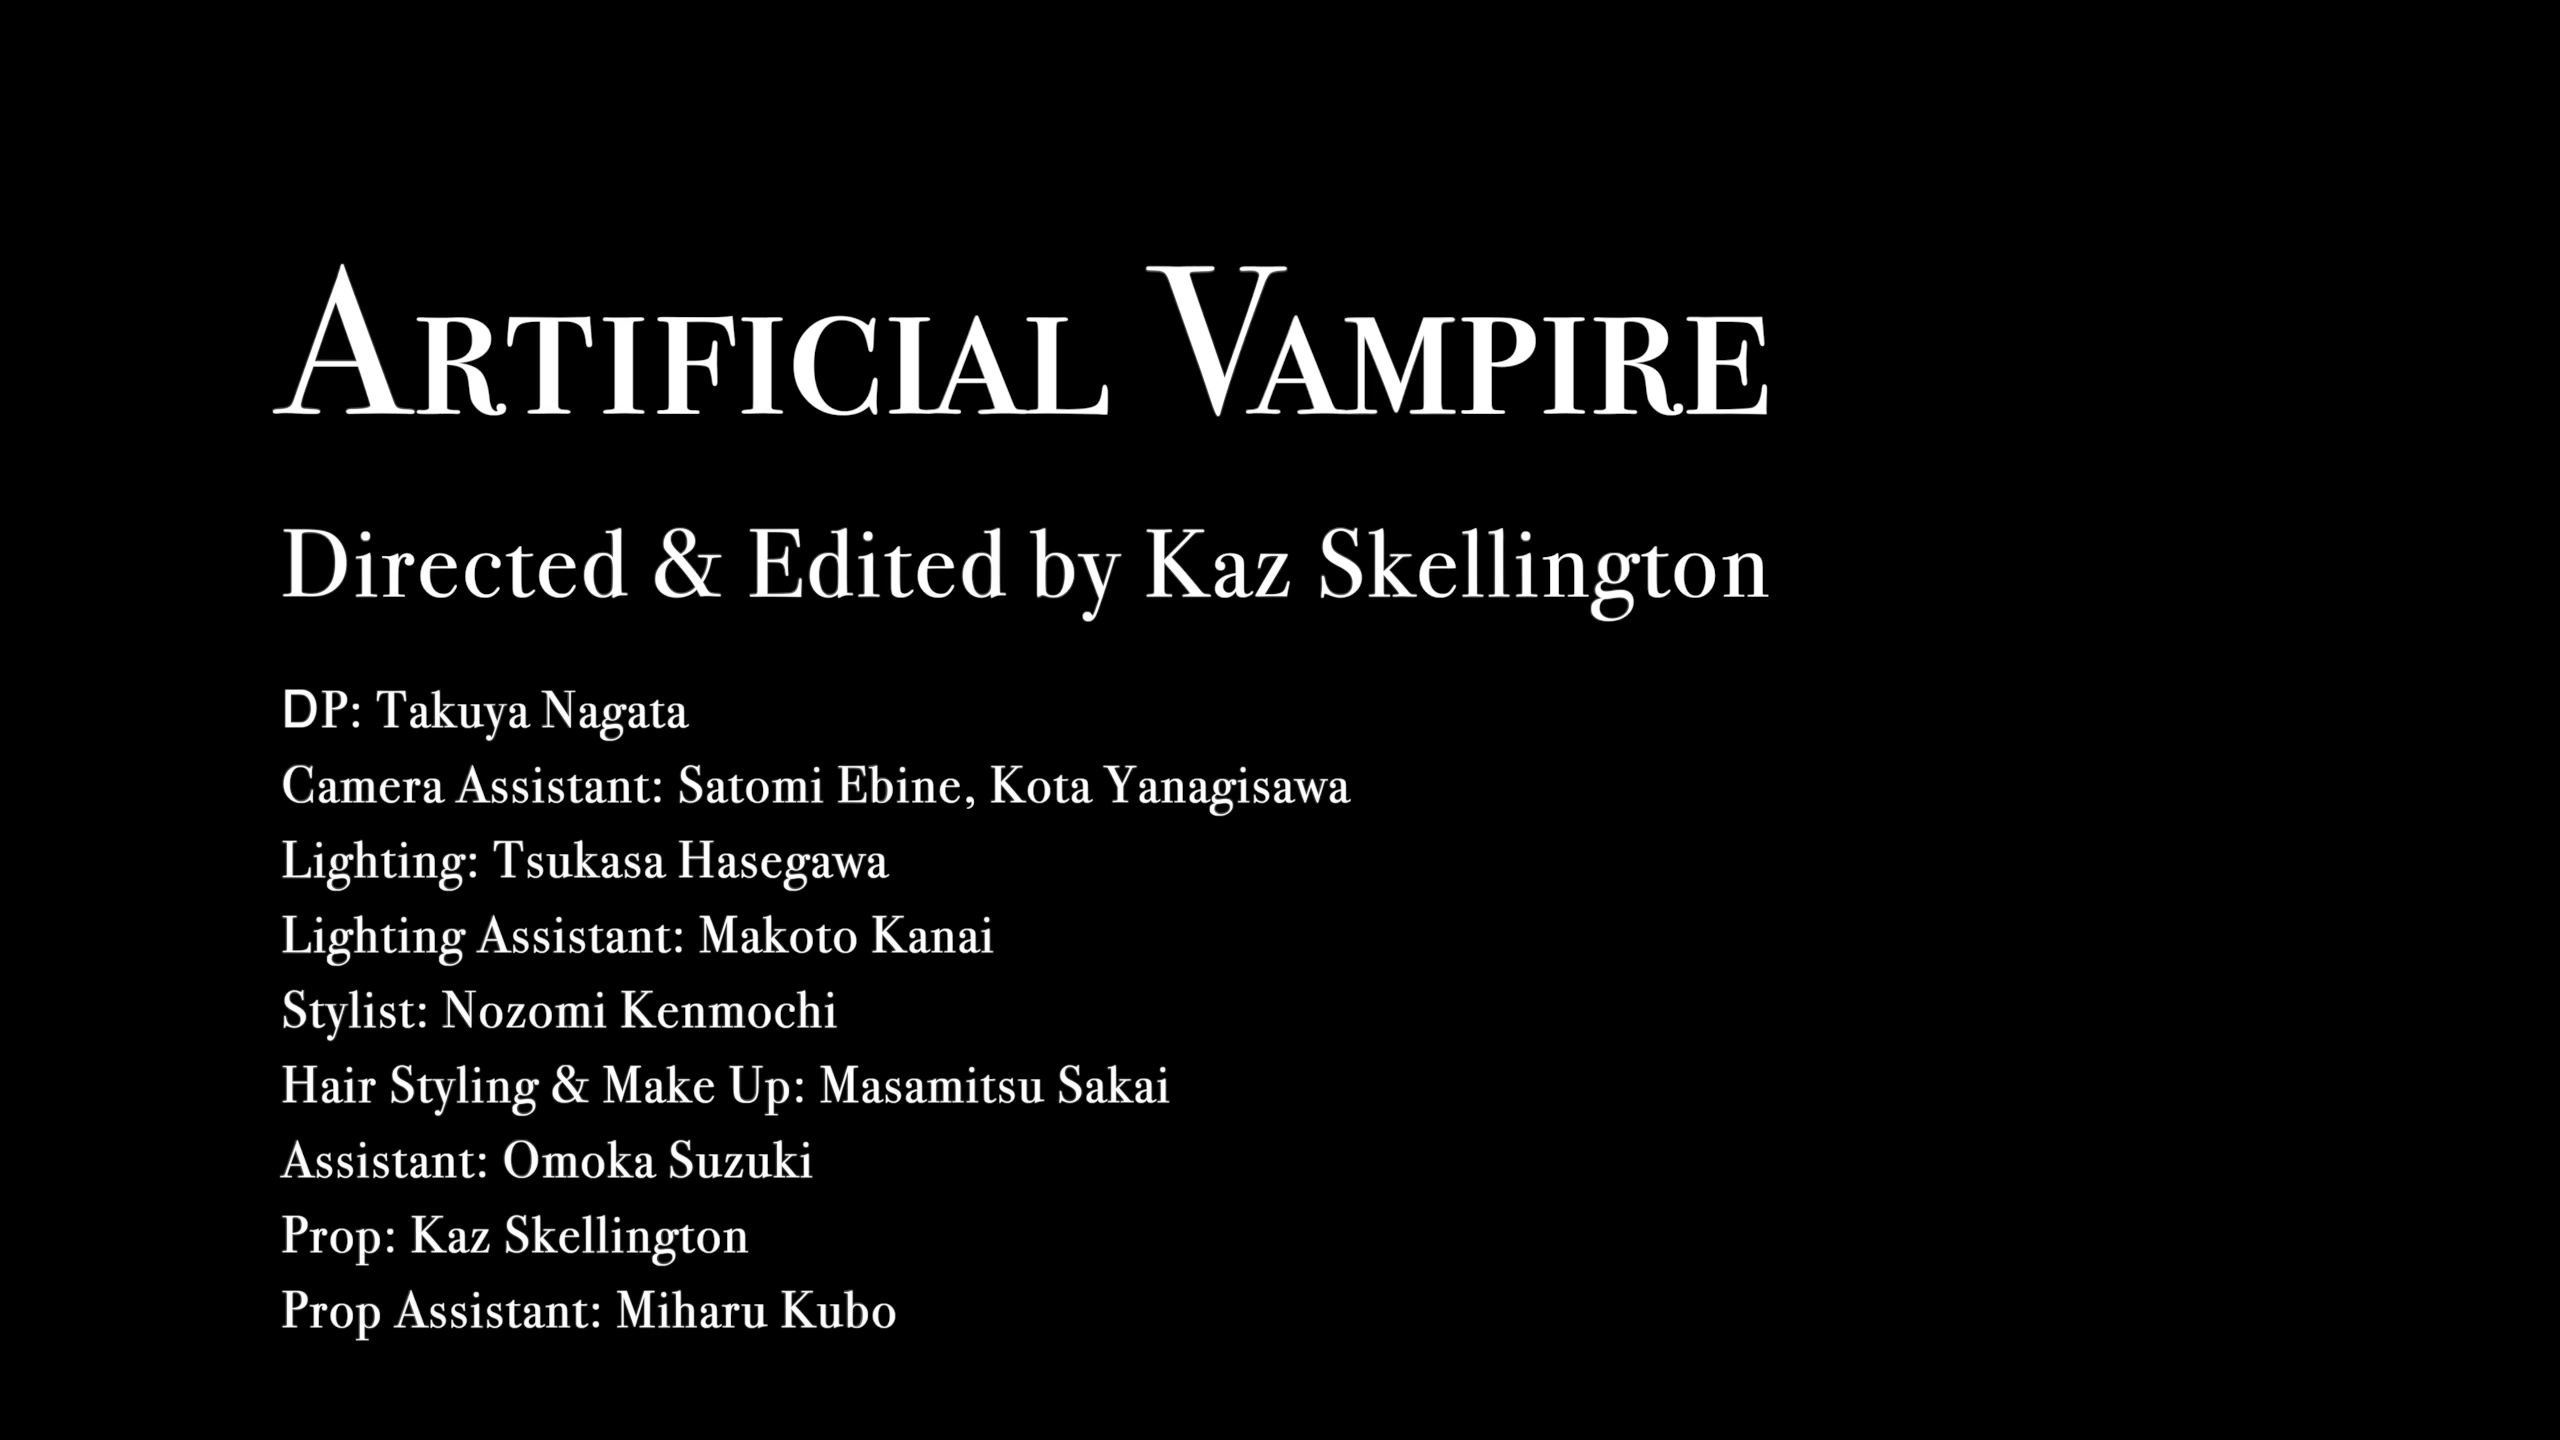 Artificial Vampire
Directed & Edited by Kaz Skellington
DP: Takuya Nagata
Camera Assistant: Satomi Ebine, Kota Yanagisawa
Lighting: Tsukasa Hasegawa
Lighting Assistant: Makoto Kanai
Stylist: Nozomi Kenmochi
Hair Styling & Make Up: Masamitsu Sakai
Assistant: Omoka Suzuki
Prop: Kaz Skellington
Prop Assistant: Miharu Kubo